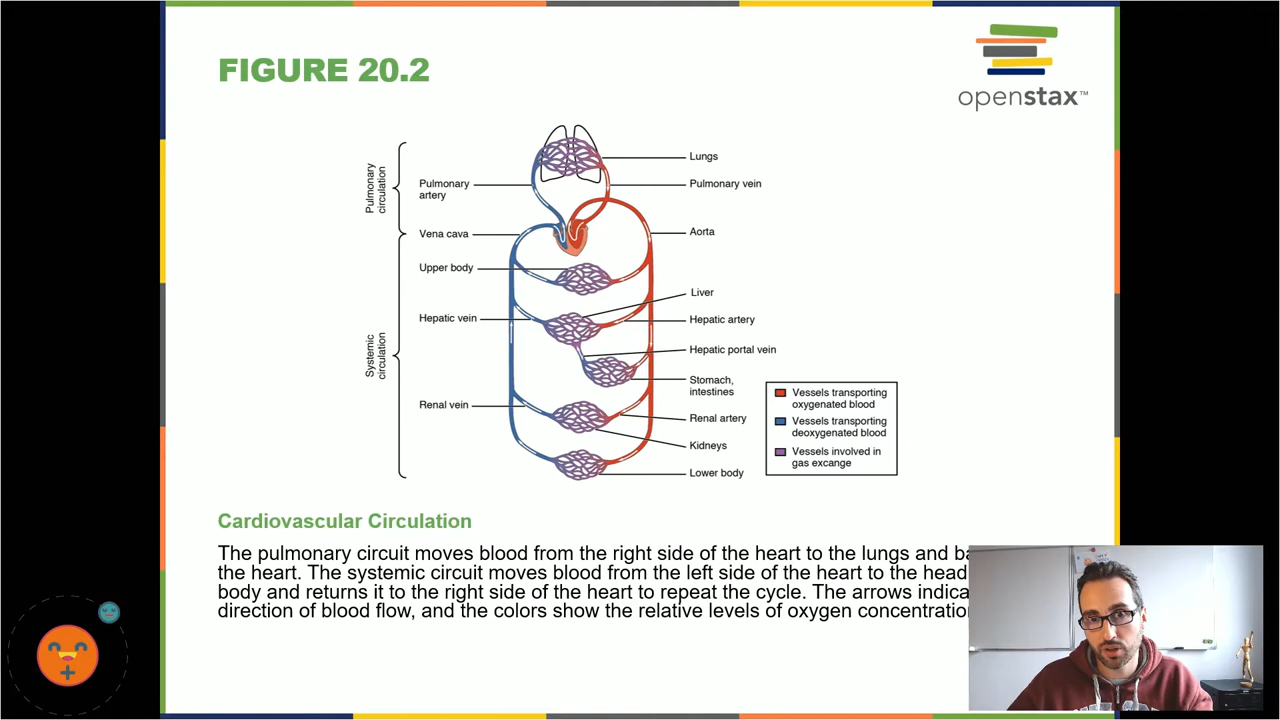 FIGURE 20.2
openstax™
Pulmonary
circulation
Systemic
circulation
Pulmonary
artery
Vena cava
Upper body
Hepatic vein
Renal vein
Lungs
Pulmonary vein
Aorta
Liver
Hepatic artery
Hepatic portal vein
Stomach,
intestines
Renal artery
Kidneys
Lower body
Vessels transporting
oxygenated blood
Vessels transporting
deoxygenated blood
Vessels involved in
gas excange
Cardiovascular Circulation
The pulmonary circuit moves blood from the right side of the heart to the lungs and
the heart. The systemic circuit moves blood from the left side of the heart to the head
body and returns it to the right side of the heart to repeat the cycle. The arrows
direction of blood flow, and the colors show the relative levels of oxygen